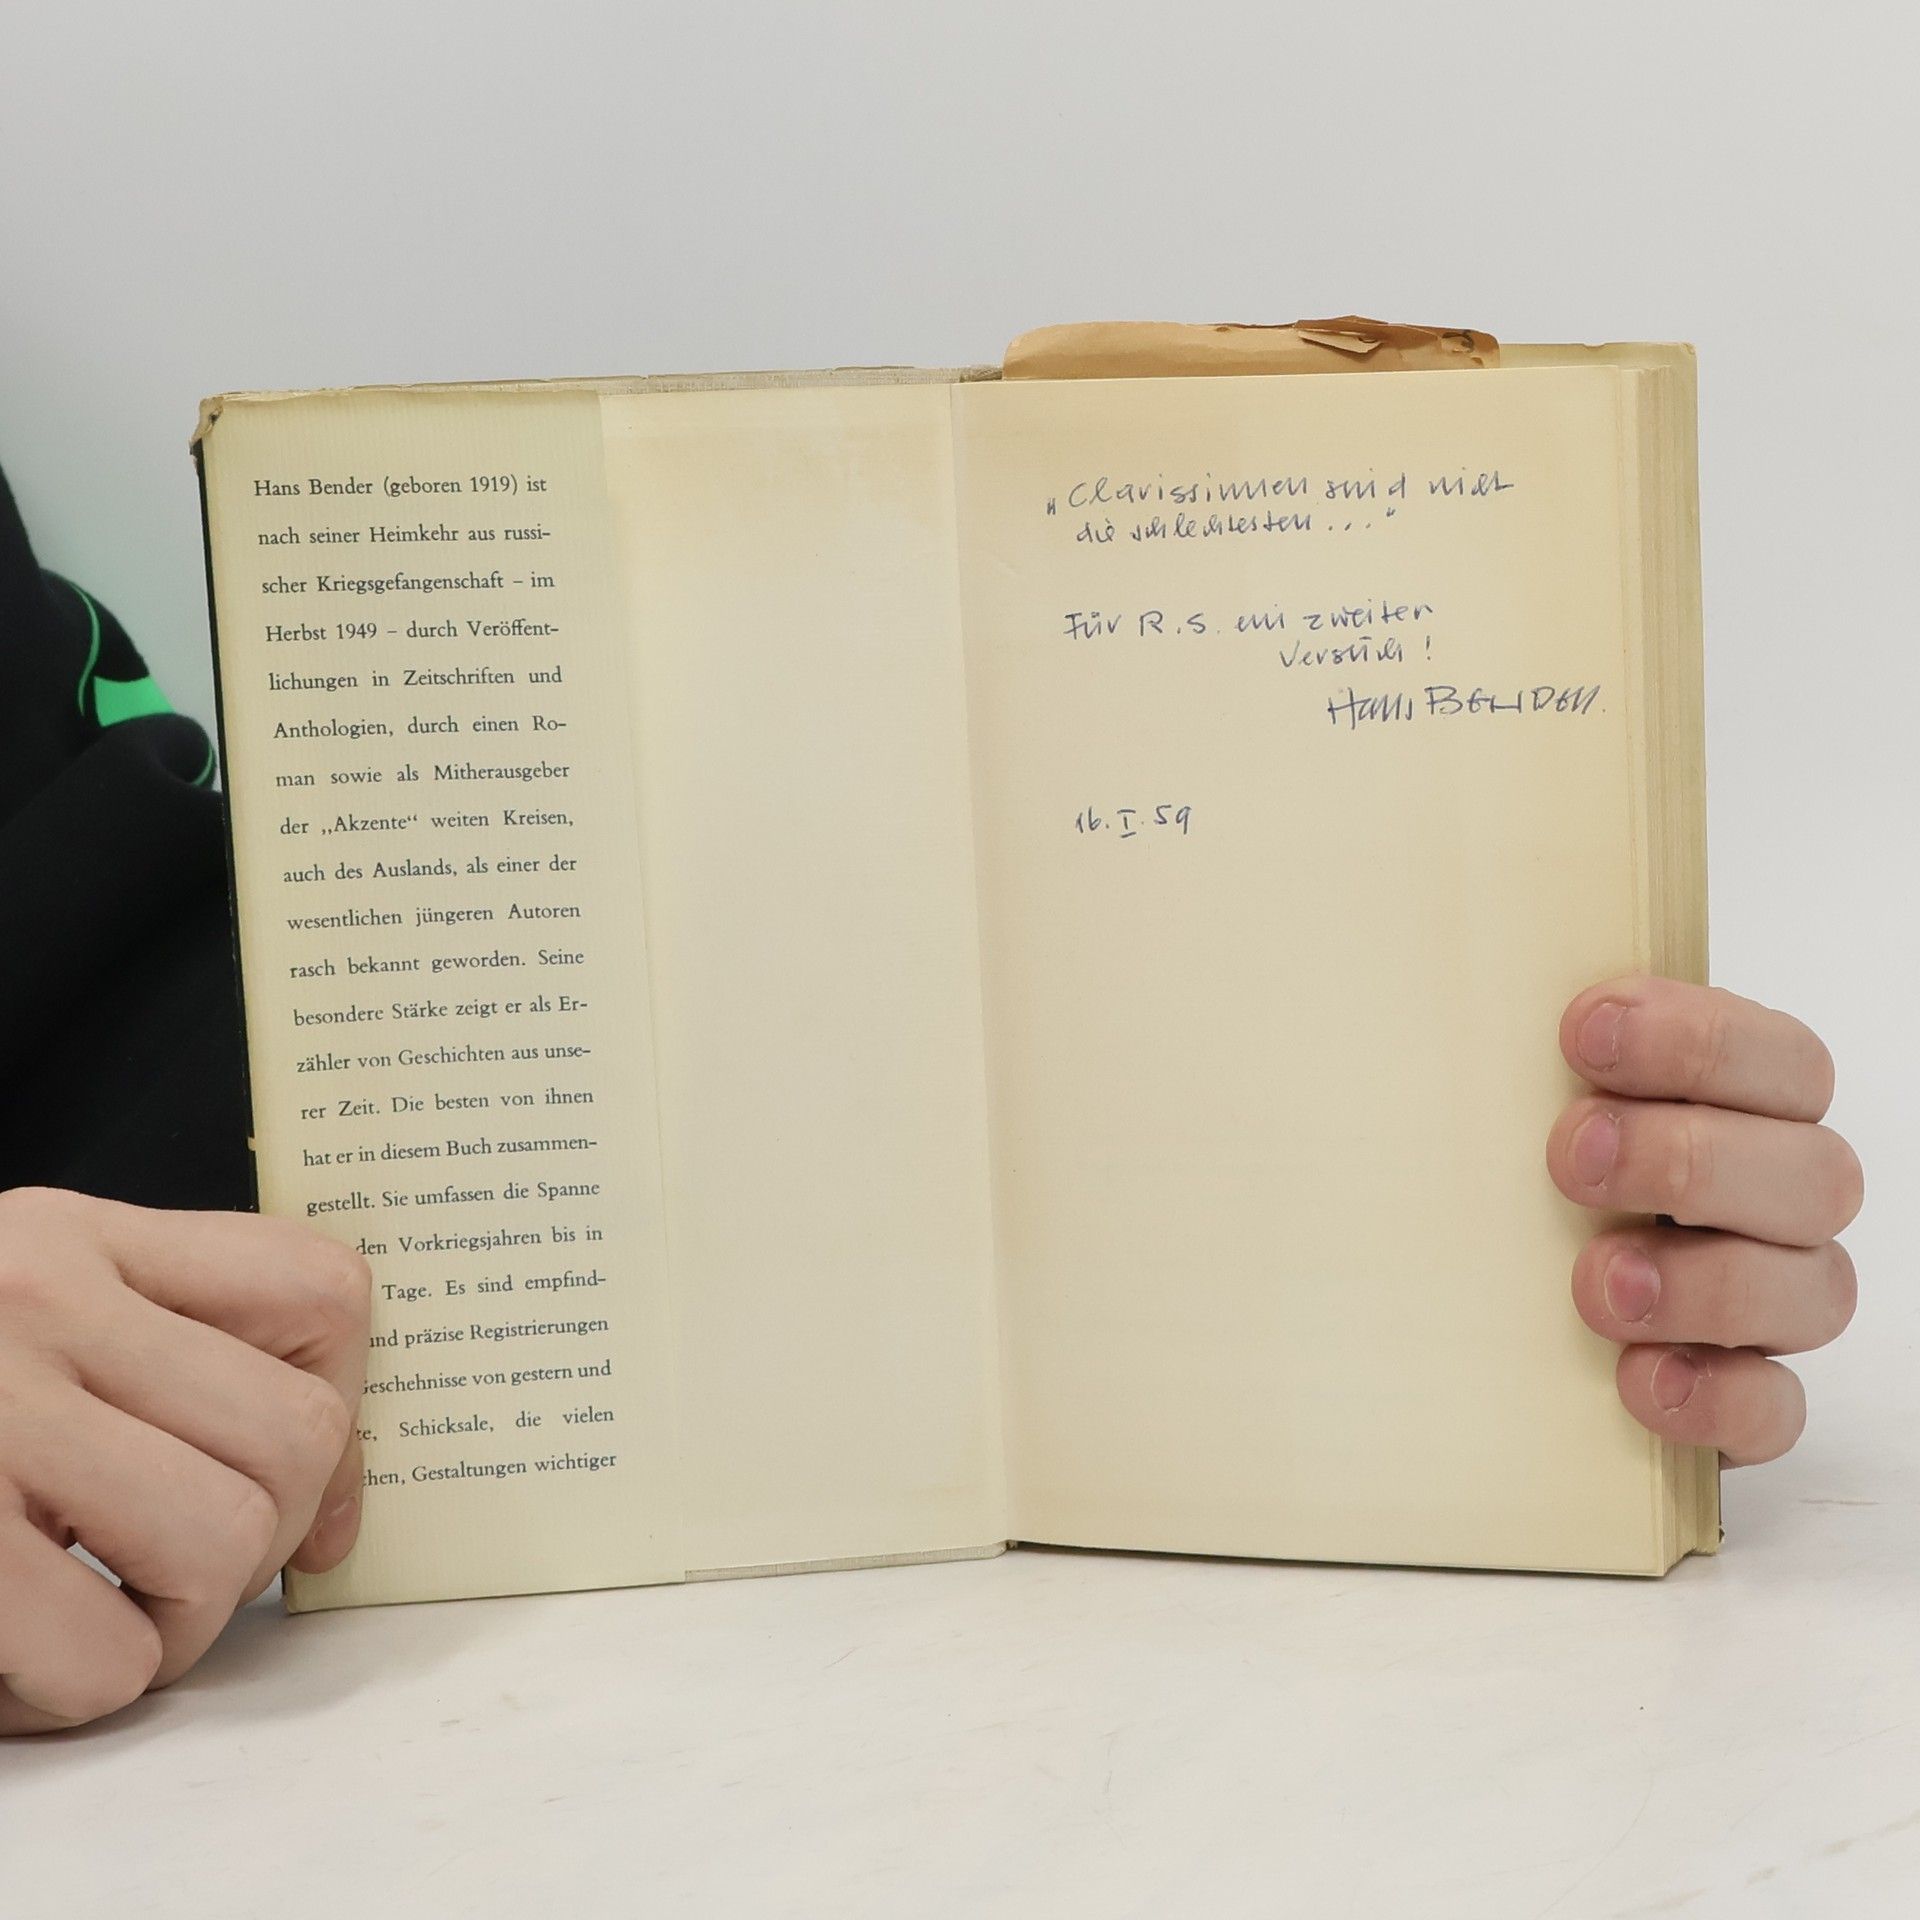 Hans Bender (geboren 1919) ist
nach seiner Heimkehr aus russi-
scher Kriegsgefangenschaft – im
Herbst 1949 – durch Veröffent-
lichungen in Zeitschriften und
Anthologien, durch einen Ro-
man sowie als Mitherausgeber
der „Akzente“ weiten Kreisen,
auch des Auslands, als einer der
wesentlichen jüngeren Autoren
rasch bekannt geworden. Seine
besondere Stärke zeigt er als Er-
zähler von Geschichten aus unse-
rer Zeit. Die besten von ihnen
hat er in diesem Buch zusammen-
gestellt. Sie umfassen die Spanne
den Vorkriegsjahren bis in
Tage. Es sind empfind-
und präzise Registrierungen
Geschehnisse von gestern und
te, Schicksale, die vielen
chen, Gestaltungen wichtiger
„Clarissinnen sind nicht
die schlechtesten..."
Für R.S. ein zweiter
Versuch!
Hans BENDER.
16. I. 59